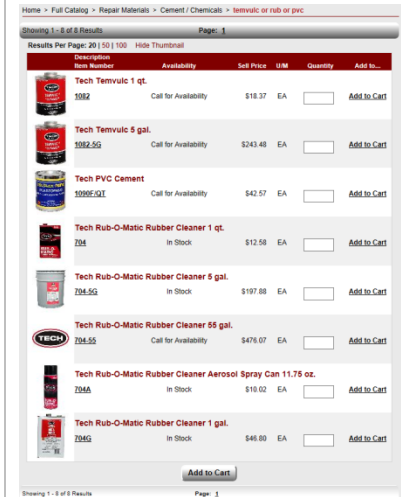 Home > Full Catalog > Repair Materials > Cement / Chemicals > temvulc or rub or pvc
Showing 1 - 8 of 8 Results Page: 1
Results Per Page: 20 | 50 | 100 Hide Thumbnail
Description
Item Number Availability Sell Price U/M Quantity Add to...
Tech Temvulc 1 qt.
1082 Call for Availability $18.37 EA Add to Cart
Tech Temvulc 5 gal.
1082-5G Call for Availability $243.48 EA Add to Cart
Tech PVC Cement
1090F/QT Call for Availability $42.57 EA Add to Cart
Tech Rub-O-Matic Rubber Cleaner 1 qt.
704 In Stock $12.58 EA Add to Cart
Tech Rub-O-Matic Rubber Cleaner 5 gal.
704-5G In Stock $197.88 EA Add to Cart
Tech Rub-O-Matic Rubber Cleaner 55 gal.
TECH 704-55 Call for Availability $476.07 EA Add to Cart
Tech Rub-O-Matic Rubber Cleaner Aerosol Spray Can 11.75 oz.
704A In Stock $10.02 EA Add to Cart
Tech Rub-O-Matic Rubber Cleaner 1 gal.
704G In Stock $46.80 EA Add to Cart
Add to Cart
Showing 1 - 8 of 8 Results Page: 1